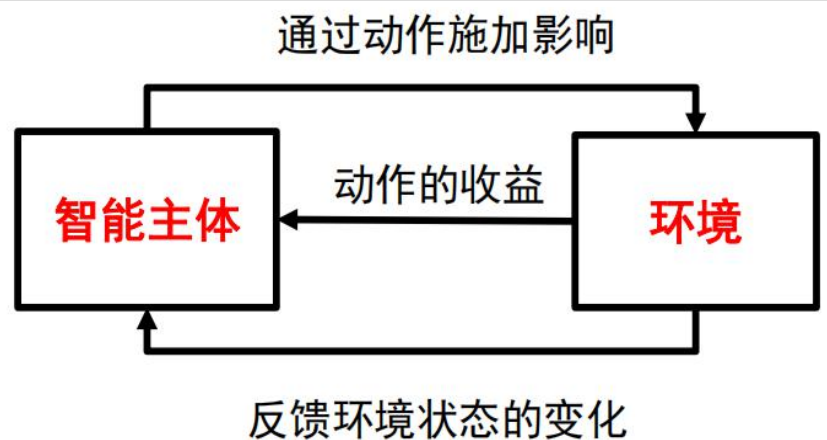 通过动作施加影响
动作的收益
智能主体
环境
反馈环境状态的变化